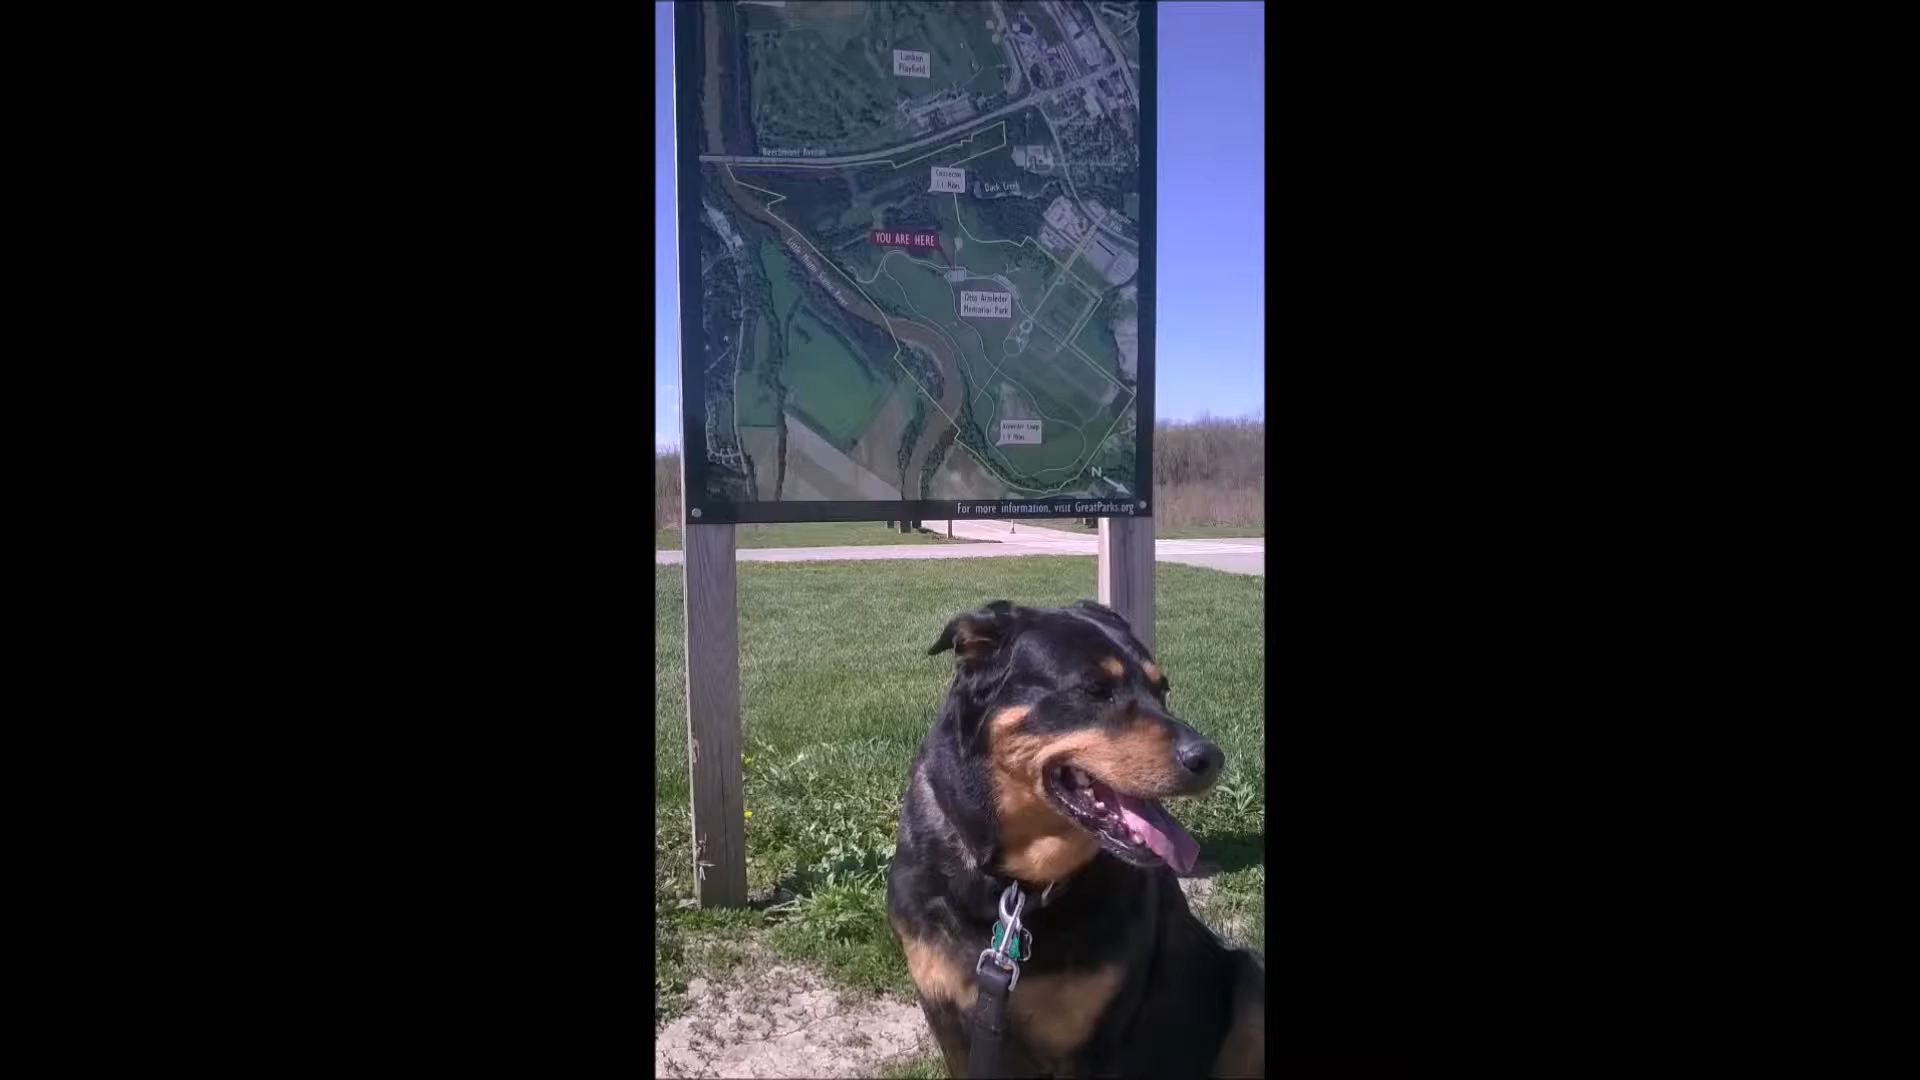 Lunken
Playfield
Beechmont Avenue
Connector
1.1 Miles
Duck Creek
YOU ARE HERE
Little Miami Scenic River
Otto Armleder
Memorial Park
Armleder Loop
1.9 Miles
N
For more information, visit GreatParks.org